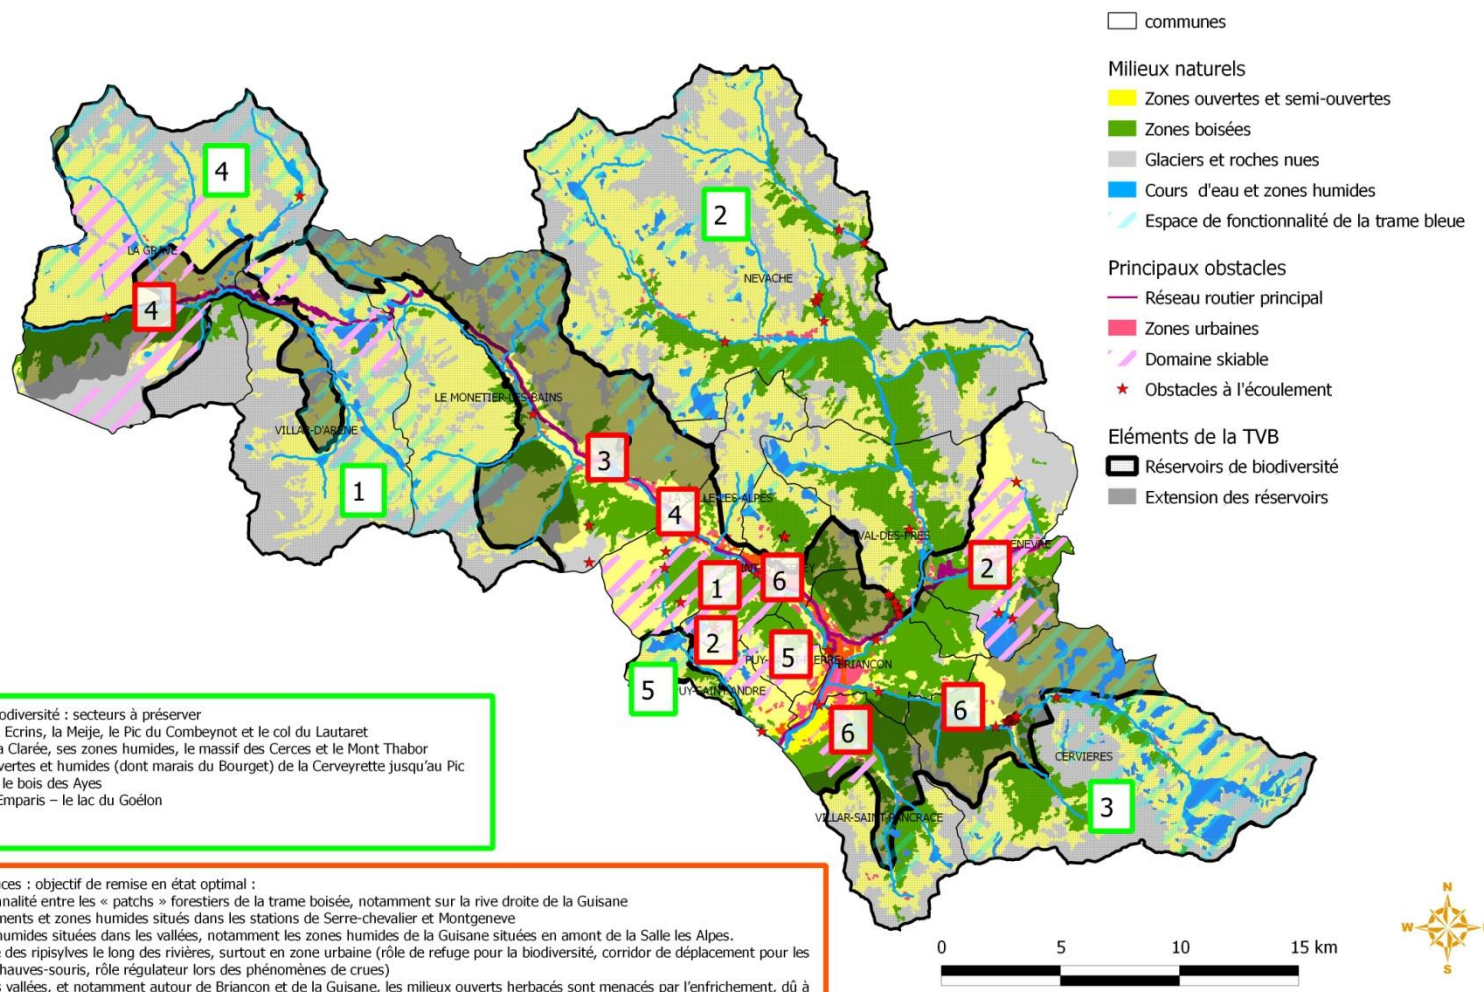 communes
Milieux naturels
Zones ouvertes et semi-ouvertes
Zones boisées
Glaciers et roches nues
Cours d'eau et zones humides
Espace de fonctionnalité de la trame bleue
Principaux obstacles
Réseau routier principal
Zones urbaines
Domaine skiable
Obstacles à l'écoulement
Eléments de la TVB
Réservoirs de biodiversité
Extension des réservoirs
4
2
LA GRAVE
4
NEVACHE
LE MONETIER-LES-BAINS
VILLAR-D'ARENE
3
1
LLE-LES-ALPES
4
VAL-DES-PRES
ENEVRE
2
1
6
2
5
PUY-
ERRE
BRIANCON
5
PUY-SAINT-ANDRE
6
6
CERVIERES
3
VILLAR-SAINT-PANCRACE
odiversité : secteurs à préserver
Ecrins, la Meije, le Pic du Combeynot et le col du Lautaret
a Clarée, ses zones humides, le massif des Cerces et le Mont Thabor
vertes et humides (dont marais du Bourget) de la Cerveyrette jusqu'au Pic
le bois des Ayes
Emparis – le lac du Goélon
ces : objectif de remise en état optimal :
nnalité entre les « patchs » forestiers de la trame boisée, notamment sur la rive droite de la Guisane
ments et zones humides situés dans les stations de Serre-chevalier et Montgeneve
humides situées dans les vallées, notamment les zones humides de la Guisane situées en amont de la Salle les Alpes.
des ripisylves le long des rivières, surtout en zone urbaine (rôle de refuge pour la biodiversité, corridor de déplacement pour les
hauves-souris, rôle régulateur lors des phénomènes de crues)
s vallées, et notamment autour de Briançon et de la Guisane, les milieux ouverts herbacés sont menacés par l'enfrichement, dû à
N
W
S
0 5 10 15 km